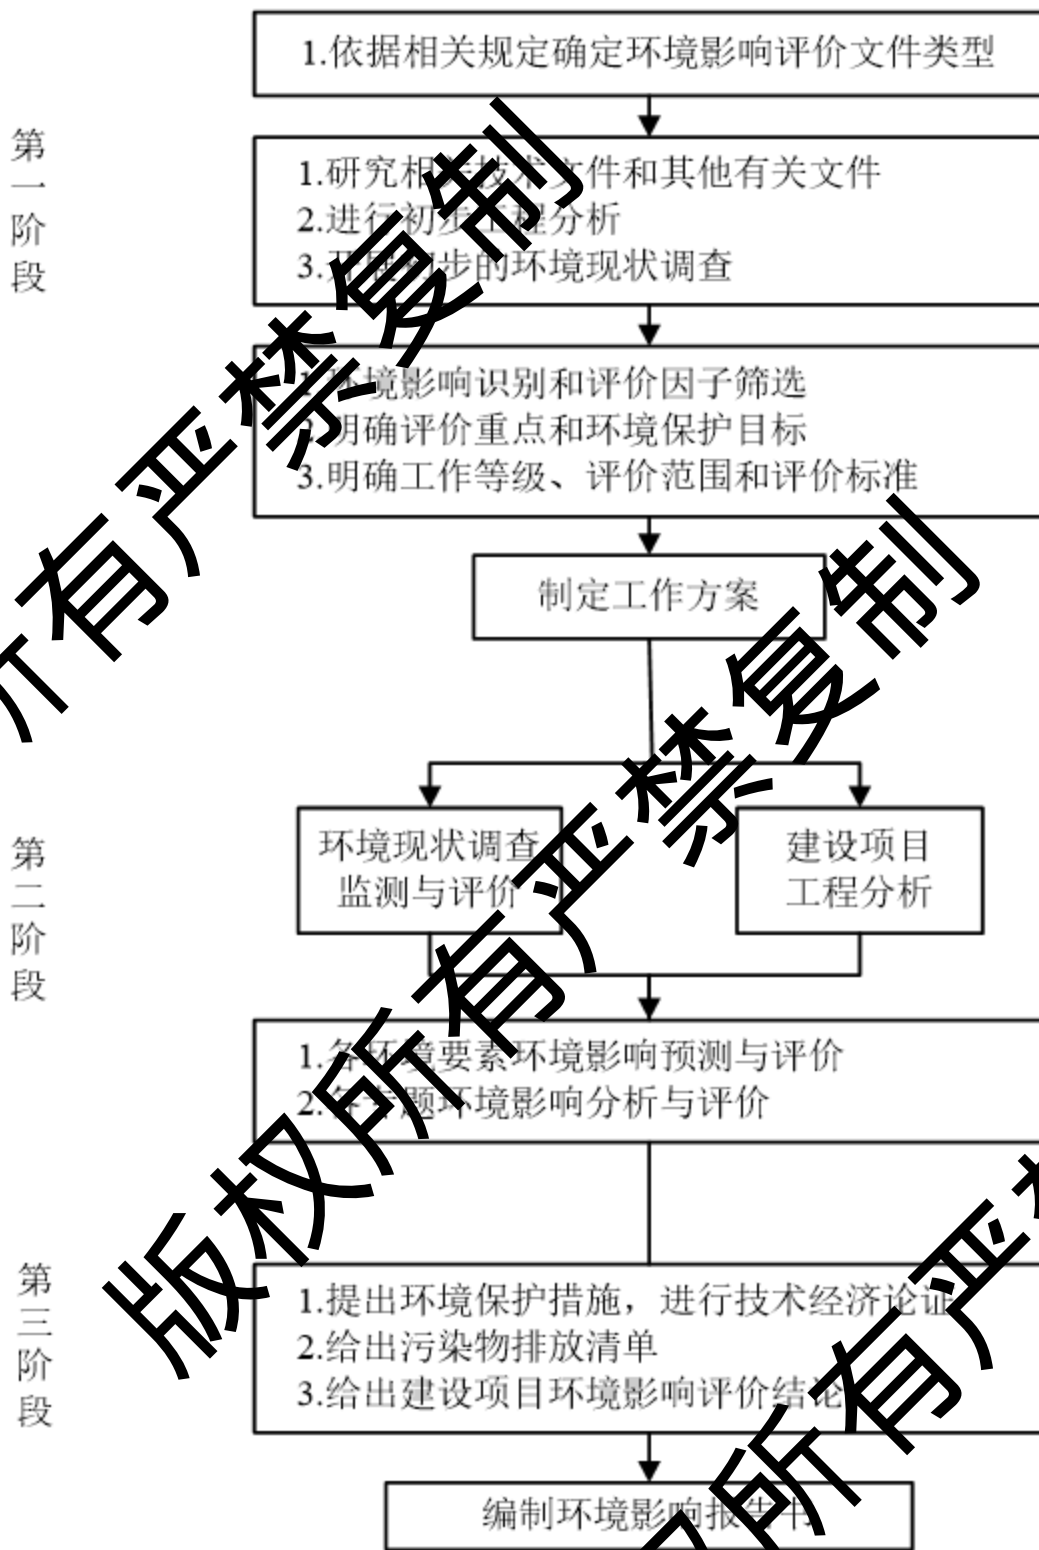 1.依据相关规定确定环境影响评价文件类型
第一阶段
1.研究相关技术文件和其他有关文件
2.进行初步工程分析
3.开展初步的环境现状调查
1.环境影响识别和评价因子筛选
2.明确评价重点和环境保护目标
3.明确工作等级、评价范围和评价标准
制定工作方案
第二阶段
环境现状调查
监测与评价
建设项目
工程分析
1.各环境要素环境影响预测与评价
2.各专题环境影响分析与评价
第三阶段
1.提出环境保护措施，进行技术经济论证
2.给出污染物排放清单
3.给出建设项目环境影响评价结论
编制环境影响报告书
所有严禁复制
版权所有严禁复制
权所有严禁